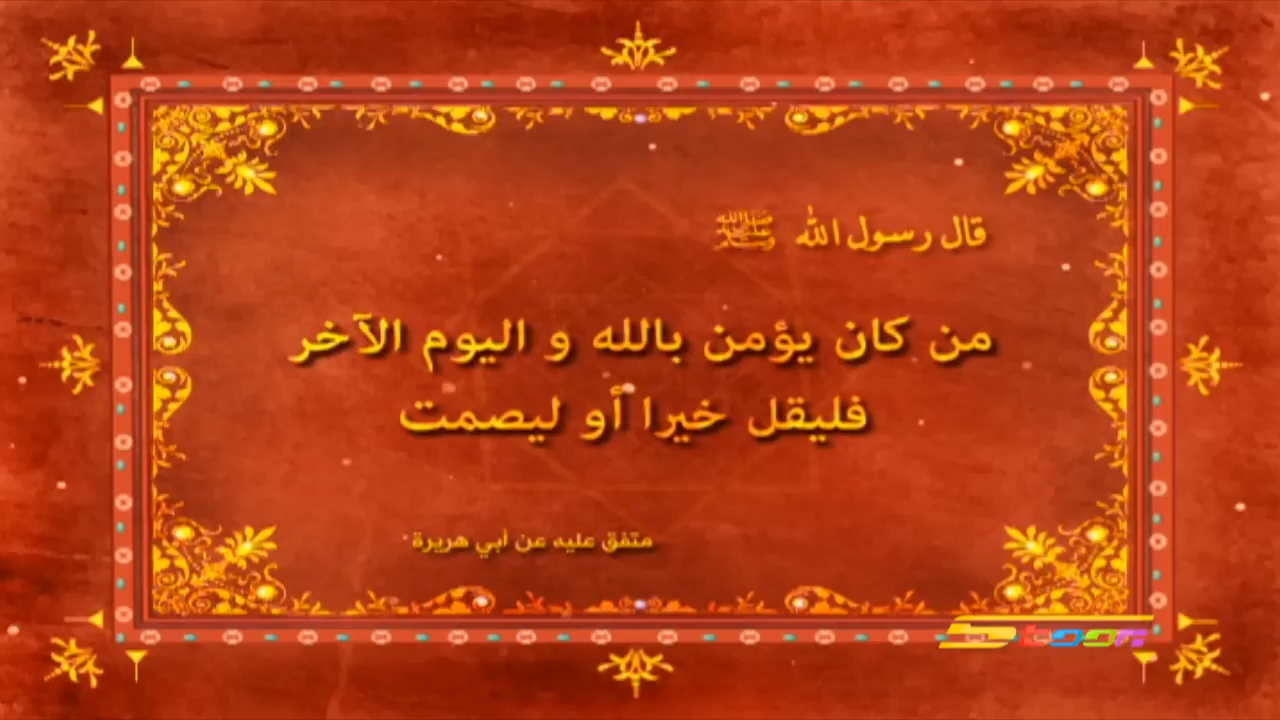 قال رسول الله ﷺ
من كان يؤمن بالله و اليوم الآخر
فليقل خيرا أو ليصمت
متفق عليه عن أبي هريرة
toon